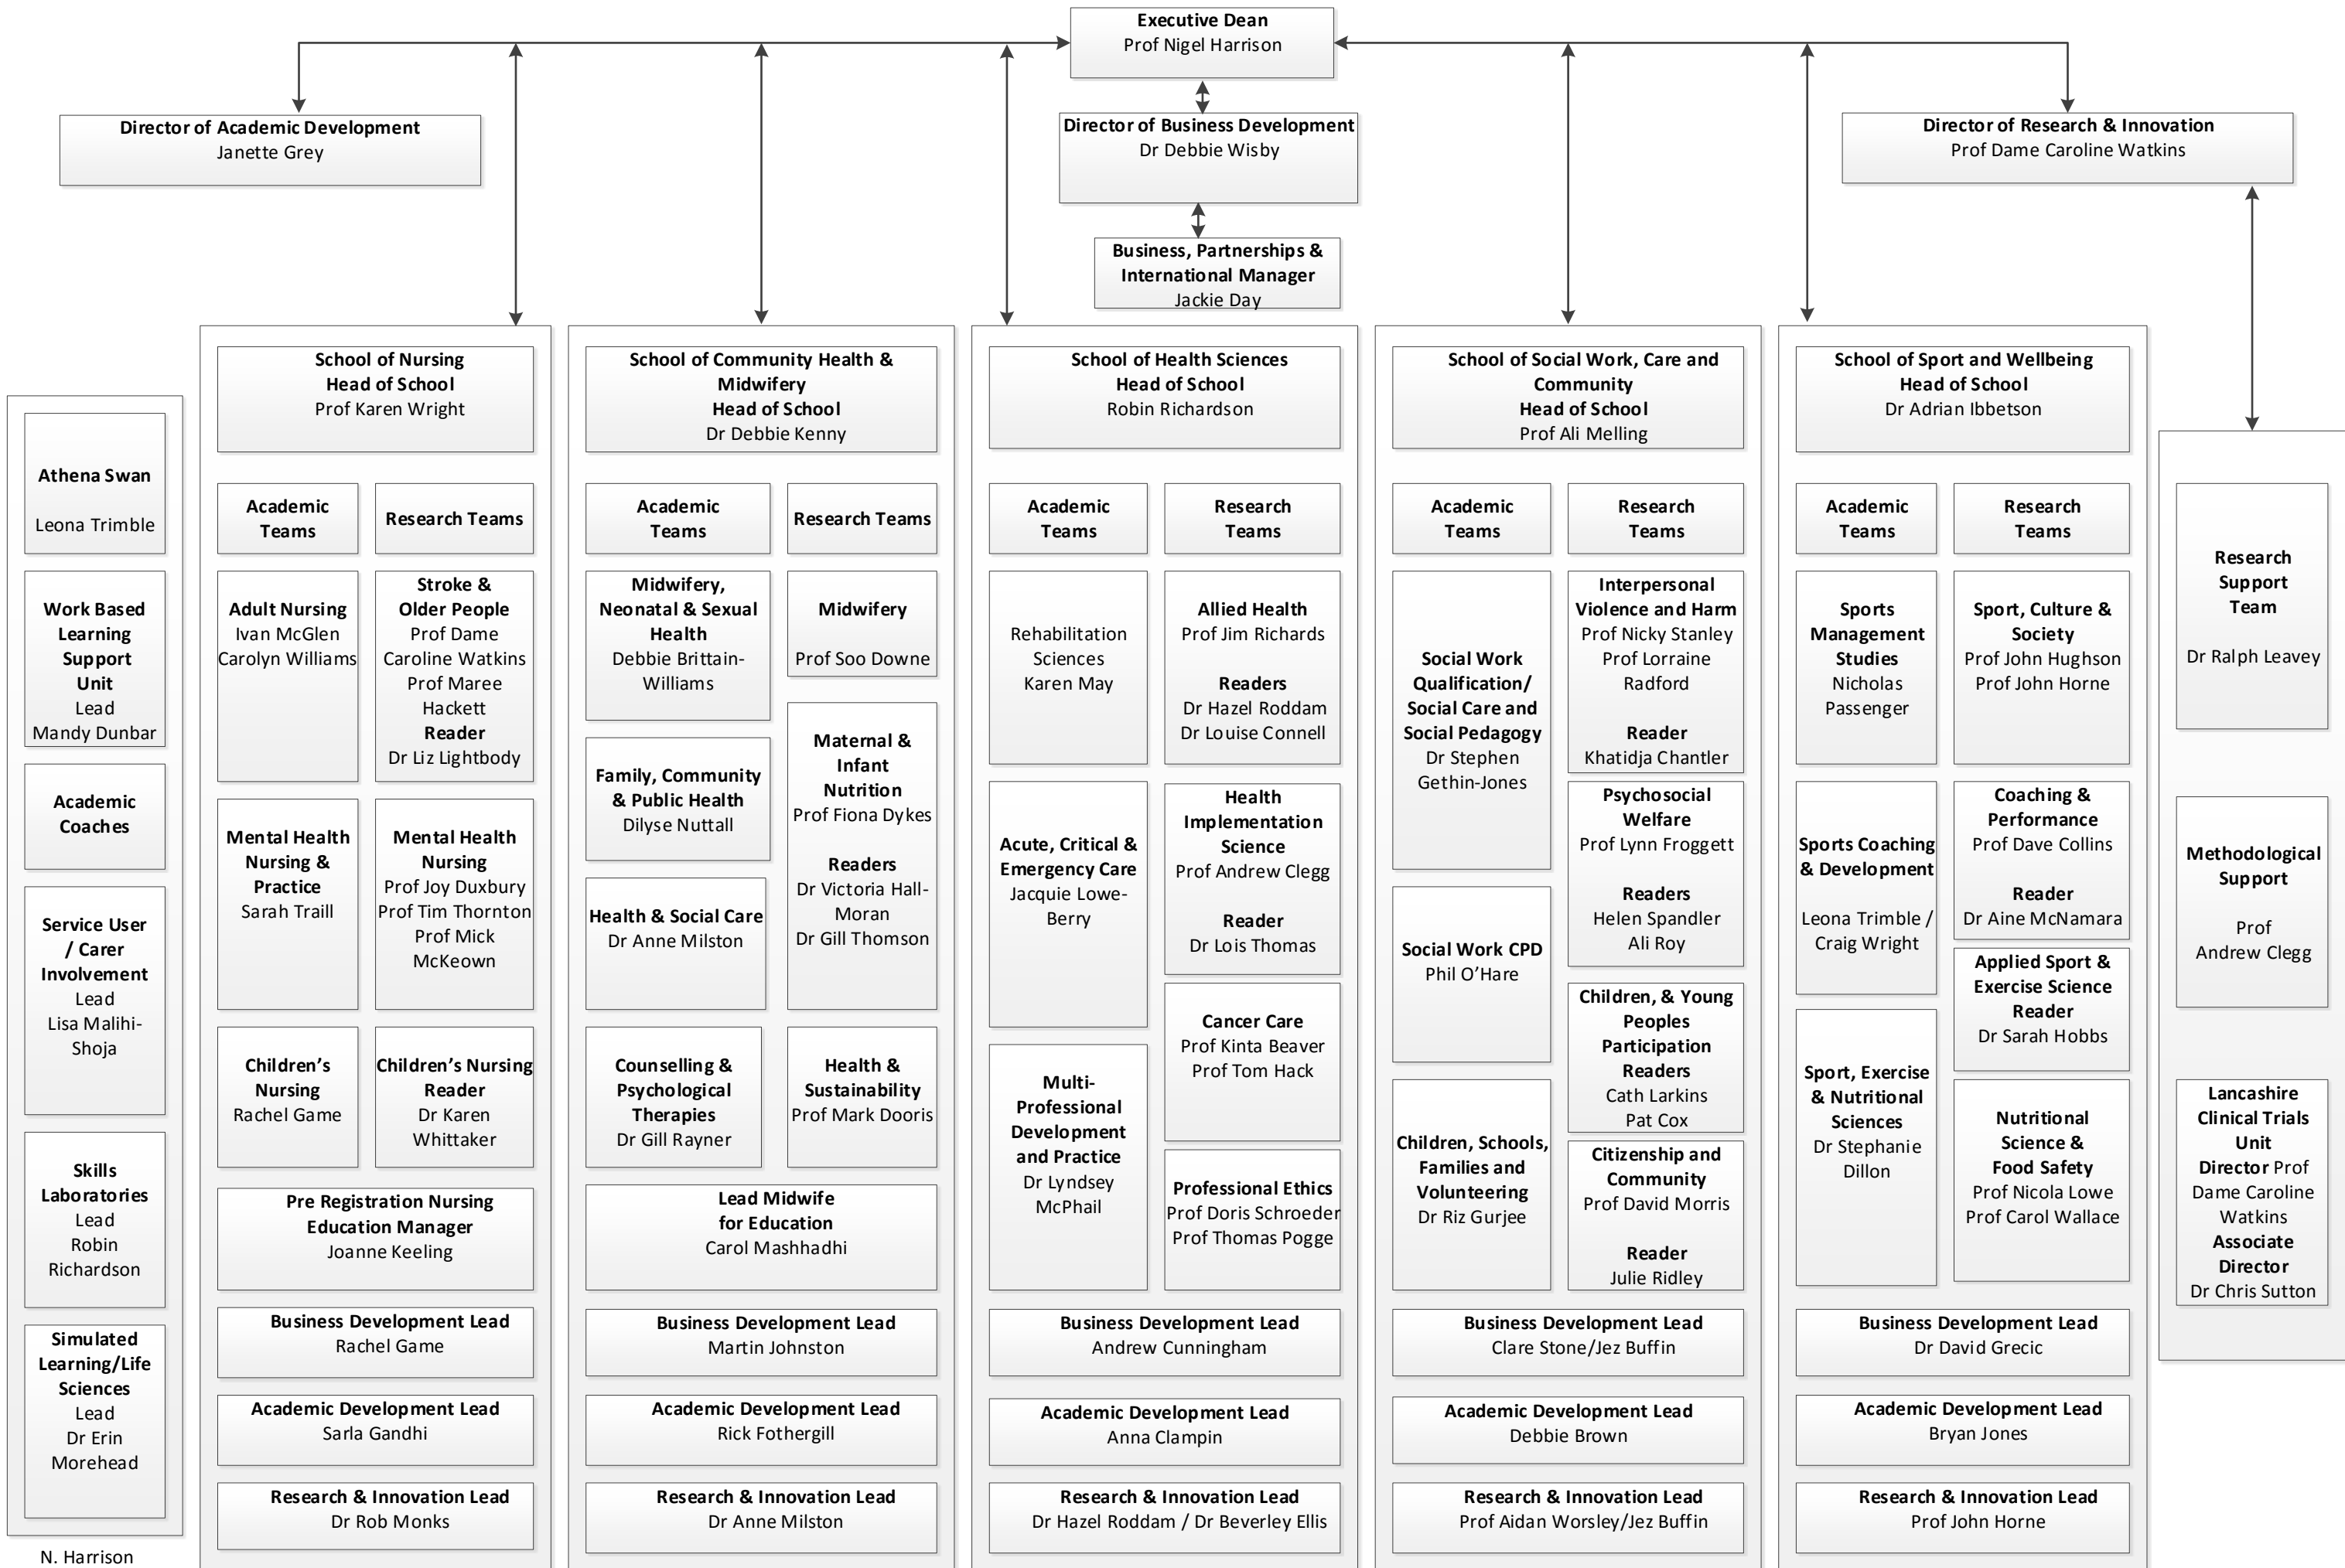 Executive Dean
Prof Nigel Harrison
Director of Academic Development
Janette Grey
Director of Business Development
Dr Debbie Wisby
Director of Research & Innovation
Prof Dame Caroline Watkins
Business, Partnerships &
International Manager
Jackie Day
Athena Swan
Leona Trimble
Work Based
Learning
Support
Unit
Lead
Mandy Dunbar
Academic
Coaches
Service User
/ Carer
Involvement
Lead
Lisa Malihi-
Shoja
Skills
Laboratories
Lead
Robin
Richardson
Simulated
Learning/Life
Sciences
Lead
Dr Erin
Morehead
N. Harrison
School of Nursing
Head of School
Prof Karen Wright
Academic
Teams
Research Teams
Adult Nursing
Ivan McGlen
Carolyn Williams
Stroke &
Older People
Prof Dame
Caroline Watkins
Prof Maree
Hackett
Reader
Dr Liz Lightbody
Mental Health
Nursing &
Practice
Sarah Traill
Mental Health
Nursing
Prof Joy Duxbury
Prof Tim Thornton
Prof Mick
McKeown
Children’s
Nursing
Rachel Game
Children’s Nursing
Reader
Dr Karen
Whittaker
Pre Registration Nursing
Education Manager
Joanne Keeling
Business Development Lead
Rachel Game
Academic Development Lead
Sarla Gandhi
Research & Innovation Lead
Dr Rob Monks
School of Community Health &
Midwifery
Head of School
Dr Debbie Kenny
Academic
Teams
Research Teams
Midwifery,
Neonatal & Sexual
Health
Debbie Brittain-
Williams
Midwifery
Prof Soo Downe
Family, Community
& Public Health
Dilyse Nuttall
Maternal &
Infant
Nutrition
Prof Fiona Dykes
Readers
Dr Victoria Hall-
Moran
Dr Gill Thomson
Health & Social Care
Dr Anne Milston
Counselling &
Psychological
Therapies
Dr Gill Rayner
Health &
Sustainability
Prof Mark Dooris
Lead Midwife
for Education
Carol Mashhadhi
Business Development Lead
Martin Johnston
Academic Development Lead
Rick Fothergill
Research & Innovation Lead
Dr Anne Milston
School of Health Sciences
Head of School
Robin Richardson
Academic
Teams
Research
Teams
Rehabilitation
Sciences
Karen May
Allied Health
Prof Jim Richards
Readers
Dr Hazel Roddam
Dr Louise Connell
Acute, Critical &
Emergency Care
Jacquie Lowe-
Berry
Health
Implementation
Science
Prof Andrew Clegg
Reader
Dr Lois Thomas
Cancer Care
Prof Kinta Beaver
Prof Tom Hack
Multi-
Professional
Development
and Practice
Dr Lyndsey
McPhail
Professional Ethics
Prof Doris Schroeder
Prof Thomas Pogge
Business Development Lead
Andrew Cunningham
Academic Development Lead
Anna Clampin
Research & Innovation Lead
Dr Hazel Roddam / Dr Beverley Ellis
School of Social Work, Care and
Community
Head of School
Prof Ali Melling
Academic
Teams
Research
Teams
Social Work
Qualification/
Social Care and
Social Pedagogy
Dr Stephen
Gethin-Jones
Interpersonal
Violence and Harm
Prof Nicky Stanley
Prof Lorraine
Radford
Reader
Khatidja Chantler
Psychosocial
Welfare
Prof Lynn Froggett
Readers
Helen Spandler
Ali Roy
Social Work CPD
Phil O’Hare
Children, & Young
Peoples
Participation
Readers
Cath Larkins
Pat Cox
Children, Schools,
Families and
Volunteering
Dr Riz Gurjee
Citizenship and
Community
Prof David Morris
Reader
Julie Ridley
Business Development Lead
Clare Stone/Jez Buffin
Academic Development Lead
Debbie Brown
Research & Innovation Lead
Prof Aidan Worsley/Jez Buffin
School of Sport and Wellbeing
Head of School
Dr Adrian Ibbetson
Academic
Teams
Research
Teams
Sports
Management
Studies
Nicholas
Passenger
Sport, Culture &
Society
Prof John Hughson
Prof John Horne
Sports Coaching
& Development
Leona Trimble /
Craig Wright
Coaching &
Performance
Prof Dave Collins
Reader
Dr Aine McNamara
Applied Sport &
Exercise Science
Reader
Dr Sarah Hobbs
Sport, Exercise
& Nutritional
Sciences
Dr Stephanie
Dillon
Nutritional
Science &
Food Safety
Prof Nicola Lowe
Prof Carol Wallace
Business Development Lead
Dr David Grecic
Academic Development Lead
Bryan Jones
Research & Innovation Lead
Prof John Horne
Research
Support
Team
Dr Ralph Leavey
Methodological
Support
Prof
Andrew Clegg
Lancashire
Clinical Trials
Unit
Director Prof
Dame Caroline
Watkins
Associate
Director
Dr Chris Sutton